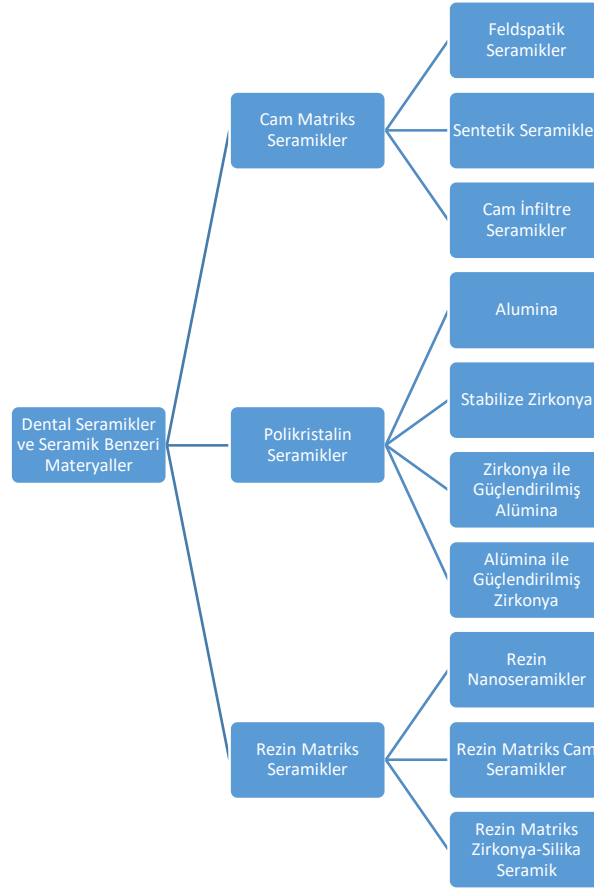 Dental Seramikler
ve Seramik Benzeri
Materyaller
Cam Matriks
Seramikler
Feldspatik
Seramikler
Sentetik Seramikle
Cam İnfiltre
Seramikler
Polikristalin
Seramikler
Alumina
Stabilize Zirkonya
Zirkonya ile
Güçlendirilmiş
Alümina
Alümina ile
Güçlendirilmiş
Zirkonya
Rezin Matriks
Seramikler
Rezin
Nanoseramikler
Rezin Matriks Cam
Seramikler
Rezin Matriks
Zirkonya-Silika
Seramik